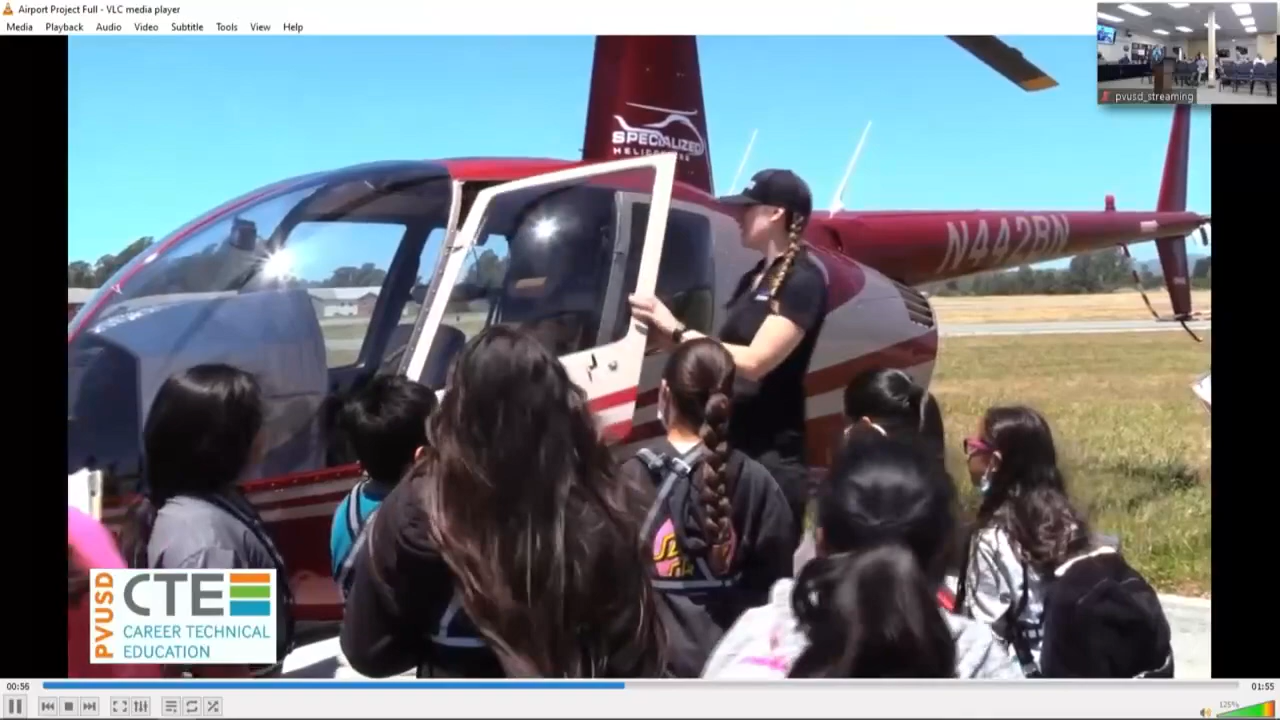 Airport Project Full - VLC media player
Media Playback Audio Video Subtitle Tools View Help
pvusd_streaming
SPECIALIZED
N442BN
PVUSD
CTE
CAREER TECHNICAL
EDUCATION
00:56
01:55
125%